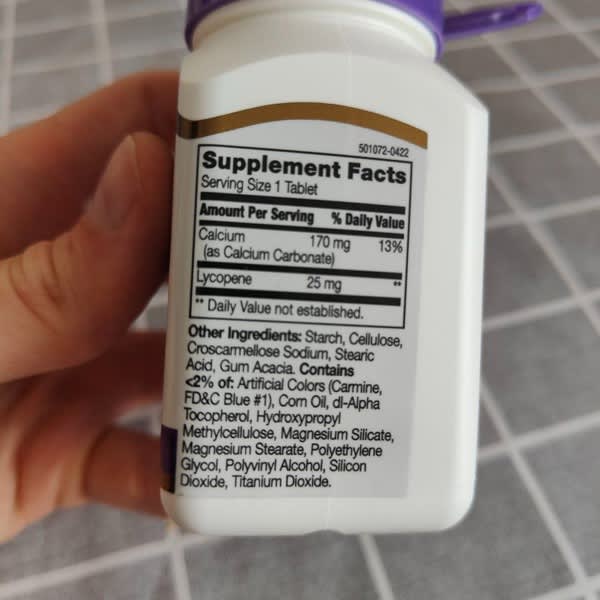 501072-0422
Supplement Facts
Serving Size 1 Tablet
Amount Per Serving % Daily Value
Calcium 170 mg 13%
(as Calcium Carbonate)
Lycopene 25 mg **
** Daily Value not established.
Other Ingredients: Starch, Cellulose,
Croscarmellose Sodium, Stearic
Acid, Gum Acacia. Contains
<2% of: Artificial Colors (Carmine,
FD&C Blue #1), Corn Oil, dl-Alpha
Tocopherol, Hydroxypropyl
Methylcellulose, Magnesium Silicate,
Magnesium Stearate, Polyethylene
Glycol, Polyvinyl Alcohol, Silicon
Dioxide, Titanium Dioxide.